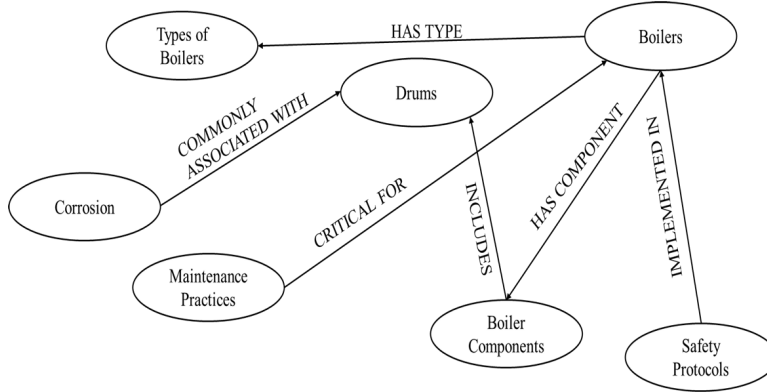 Types of
Boilers
HAS TYPE
Boilers
Drums
COMMONLY
ASSOCIATED WITH
Corrosion
CRITICAL FOR
HAS COMPONENT
IMPLEMENTED IN
INCLUDES
Maintenance
Practices
Boiler
Components
Safety
Protocols